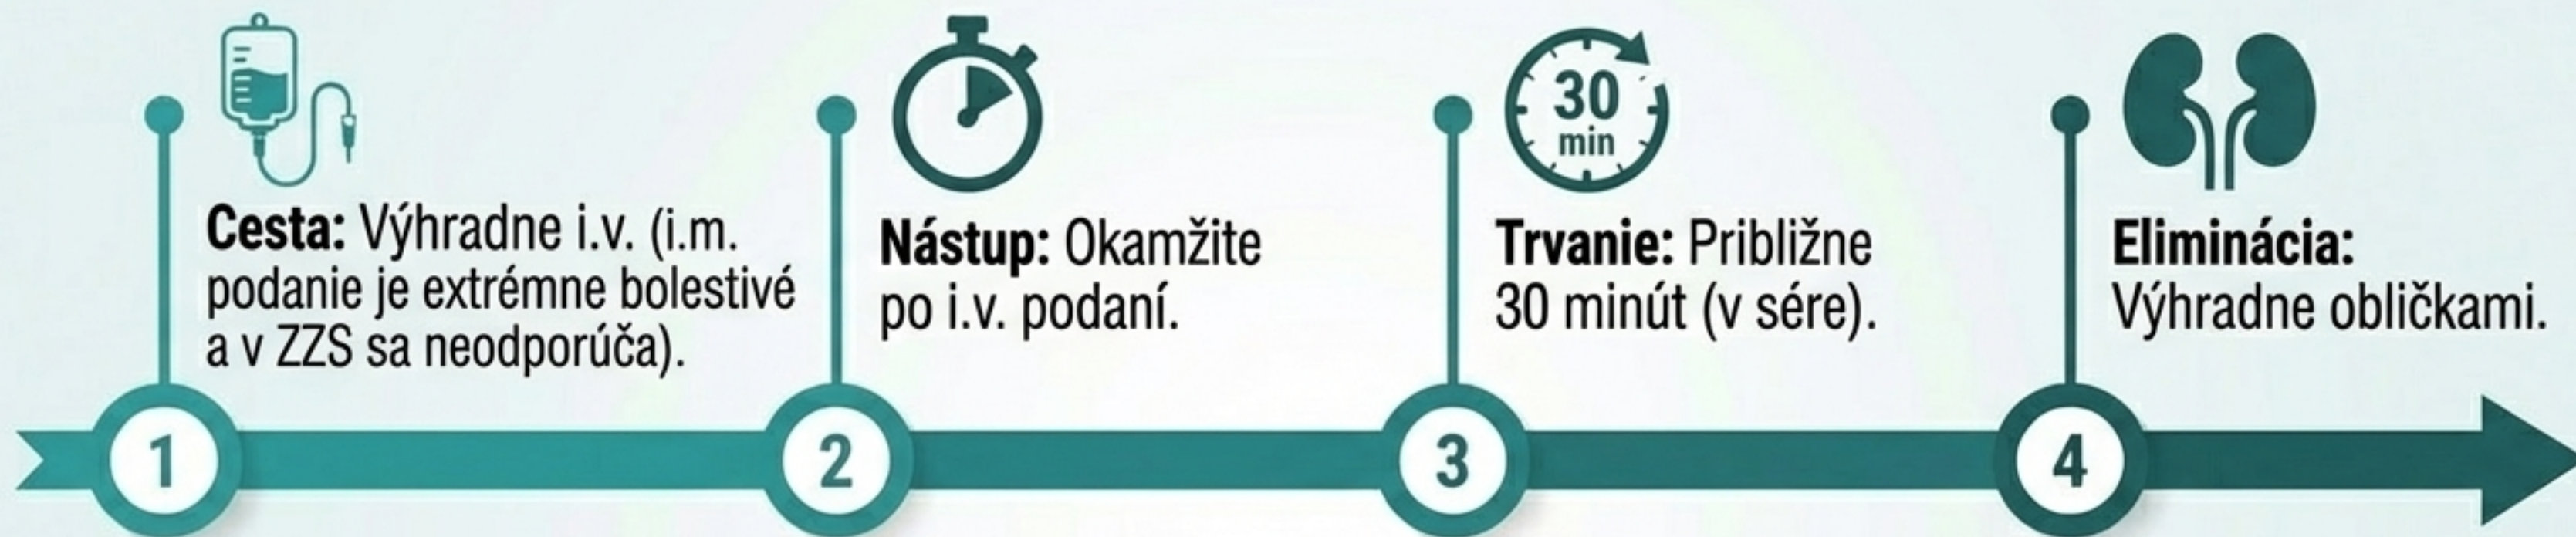 Cesta: Výhradne i.v. (i.m.
podanie je extrémne bolestivé
a v ZZS sa neodporúča).
Nástup: Okamžite
po i.v. podaní.
30
min
Trvanie: Približne
30 minút (v sére).
Eliminácia:
Výhradne obličkami.
1
2
3
4